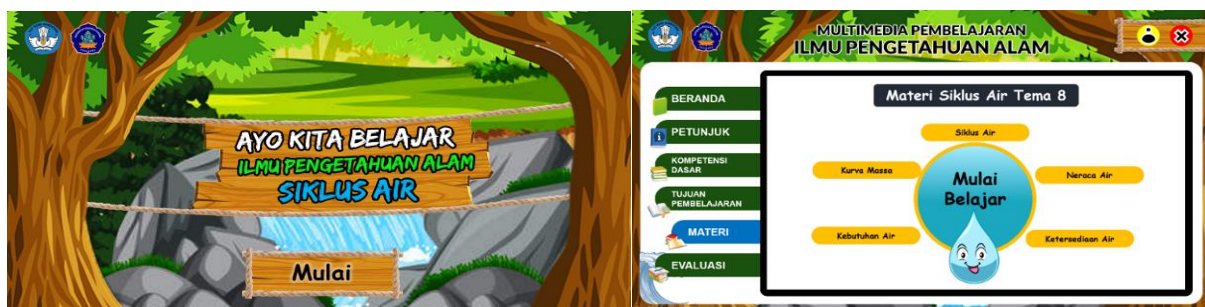 AYO KITA BELAJAR
ILMU PENGETAHUAN ALAM
SIKLUS AIR
Mulai
MULTIMEDIA PEMBELAJARAN
ILMU PENGETAHUAN ALAM
BERANDA
PETUNJUK
KOMPETENSI
DASAR
TUJUAN
PEMBELAJARAN
MATERI
EVALUASI
Materi Siklus Air Tema 8
Siklus Air
Kurva Massa
Neraca Air
Mulai
Belajar
Kebutuhan Air
Ketersediaan Air